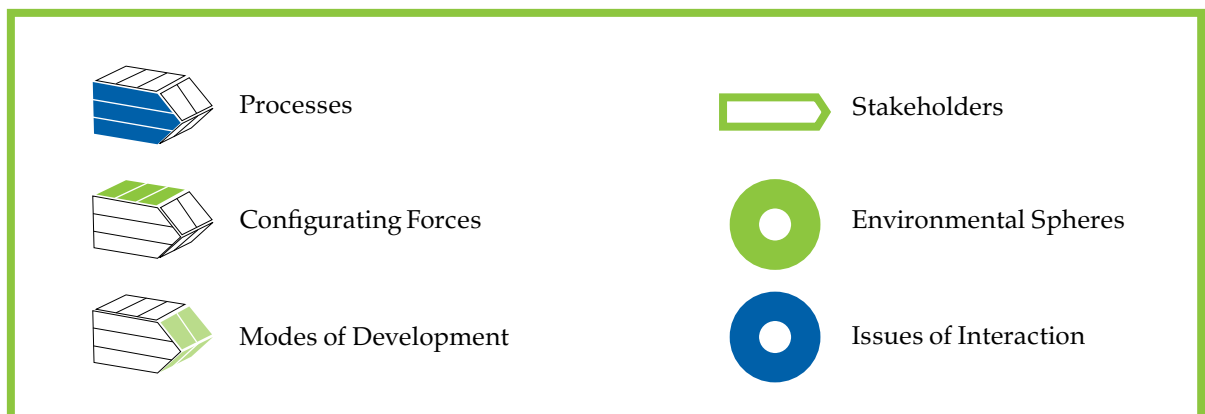 Processes
Configurating Forces
Modes of Development
Stakeholders
Environmental Spheres
Issues of Interaction